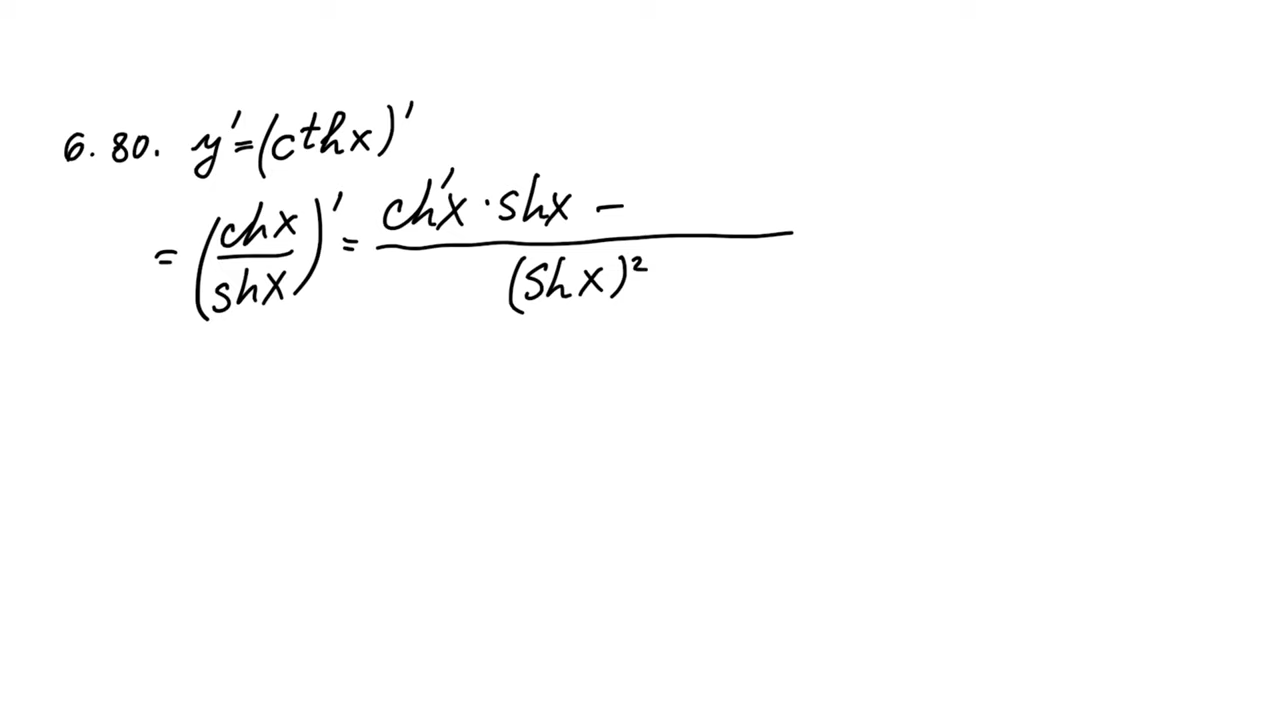 6.80. y' = (cthx)'
= (chx/shx)' = (ch'x · shx − )/(shx)²